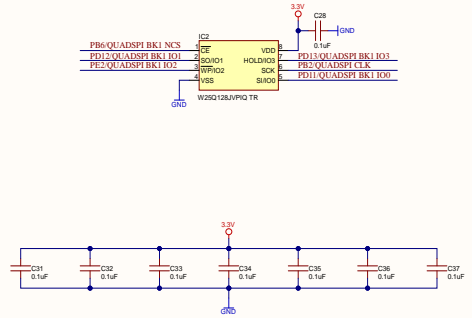 3.3V
IC2
C28
0.1uF
GND
PB6/QUADSPI BK1 NCS
1
CE
VDD
8
PD12/QUADSPI BK1 IO1
2
SO/IO1
HOLD/IO3
7
PD13/QUADSPI BK1 IO3
PE2/QUADSPI BK1 IO2
3
WP/IO2
SCK
6
PB2/QUADSPI CLK
4
VSS
SI/IO0
5
PD11/QUADSPI BK1 IO0
W25Q128JVPIQ TR
GND
3.3V
C31
0.1uF
C32
0.1uF
C33
0.1uF
C34
0.1uF
C35
0.1uF
C36
0.1uF
C37
0.1uF
GND